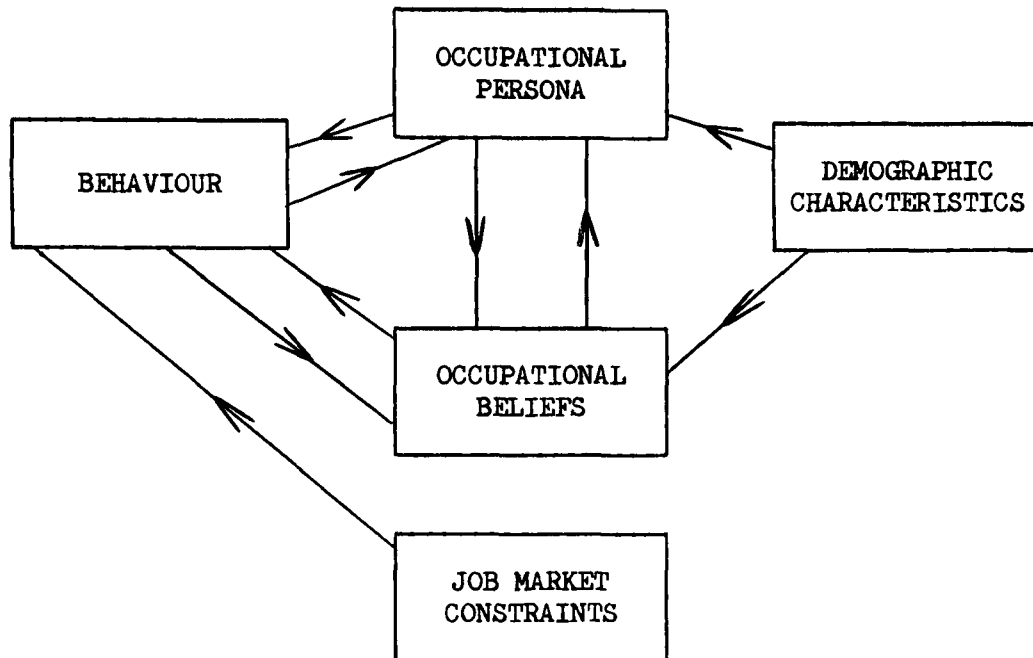 OCCUPATIONAL
PERSONA
BEHAVIOUR
DEMOGRAPHIC
CHARACTERISTICS
OCCUPATIONAL
BELIEFS
JOB MARKET
CONSTRAINTS